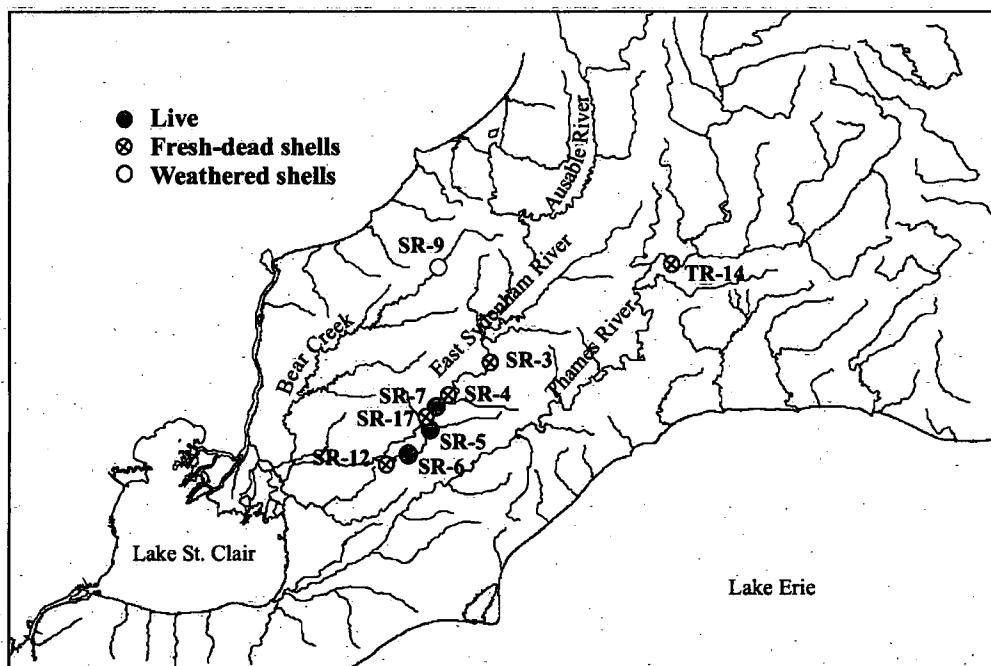 Live
Fresh-dead shells
Weathered shells
Ausable River
SR-9
TR-14
East Sydenham River
Bear Creek
Thames River
SR-3
SR-7
SR-4
SR-17
SR-5
SR-12
SR-6
Lake St. Clair
Lake Erie